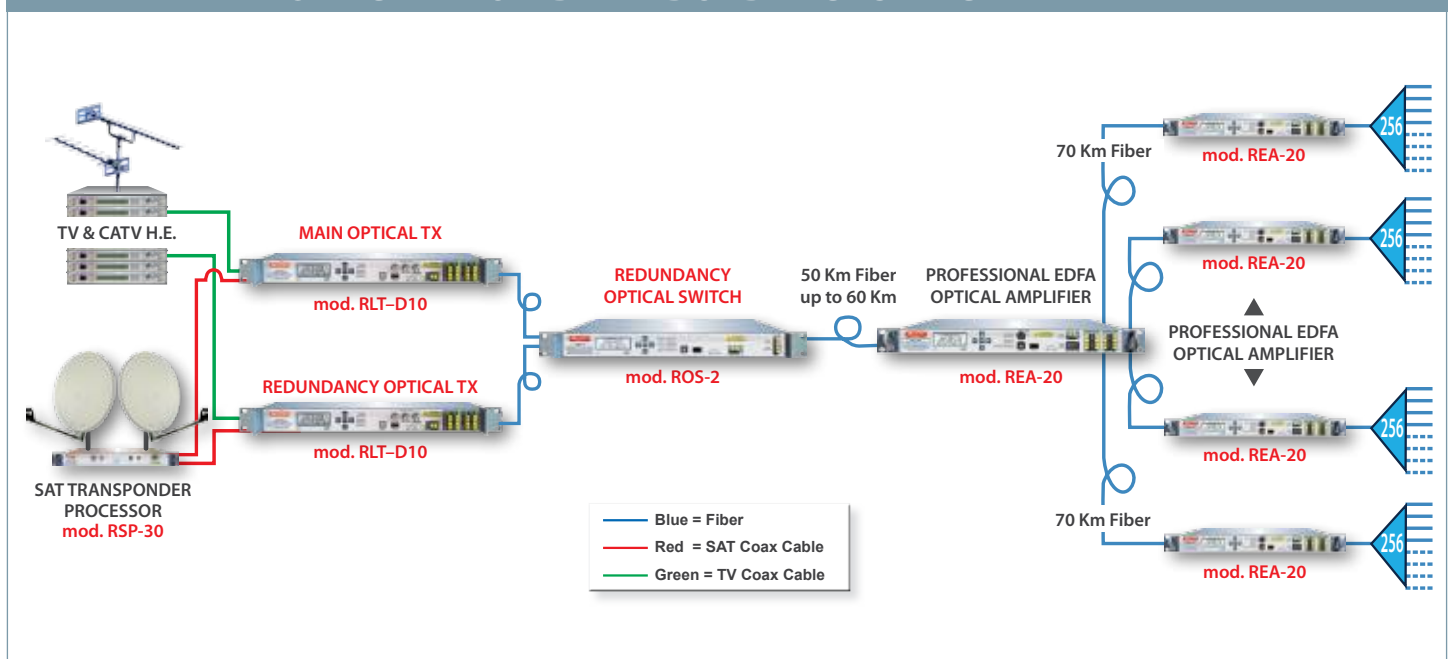 TV & CATV H.E.
MAIN OPTICAL TX
mod. RLT–D10
REDUNDANCY OPTICAL TX
mod. RLT–D10
SAT TRANSPONDER
PROCESSOR
mod. RSP-30
REDUNDANCY
OPTICAL SWITCH
mod. ROS-2
50 Km Fiber
up to 60 Km
PROFESSIONAL EDFA
OPTICAL AMPLIFIER
mod. REA-20
70 Km Fiber
mod. REA-20
256
mod. REA-20
256
PROFESSIONAL EDFA
OPTICAL AMPLIFIER
mod. REA-20
256
70 Km Fiber
mod. REA-20
256
Blue = Fiber
Red = SAT Coax Cable
Green = TV Coax Cable